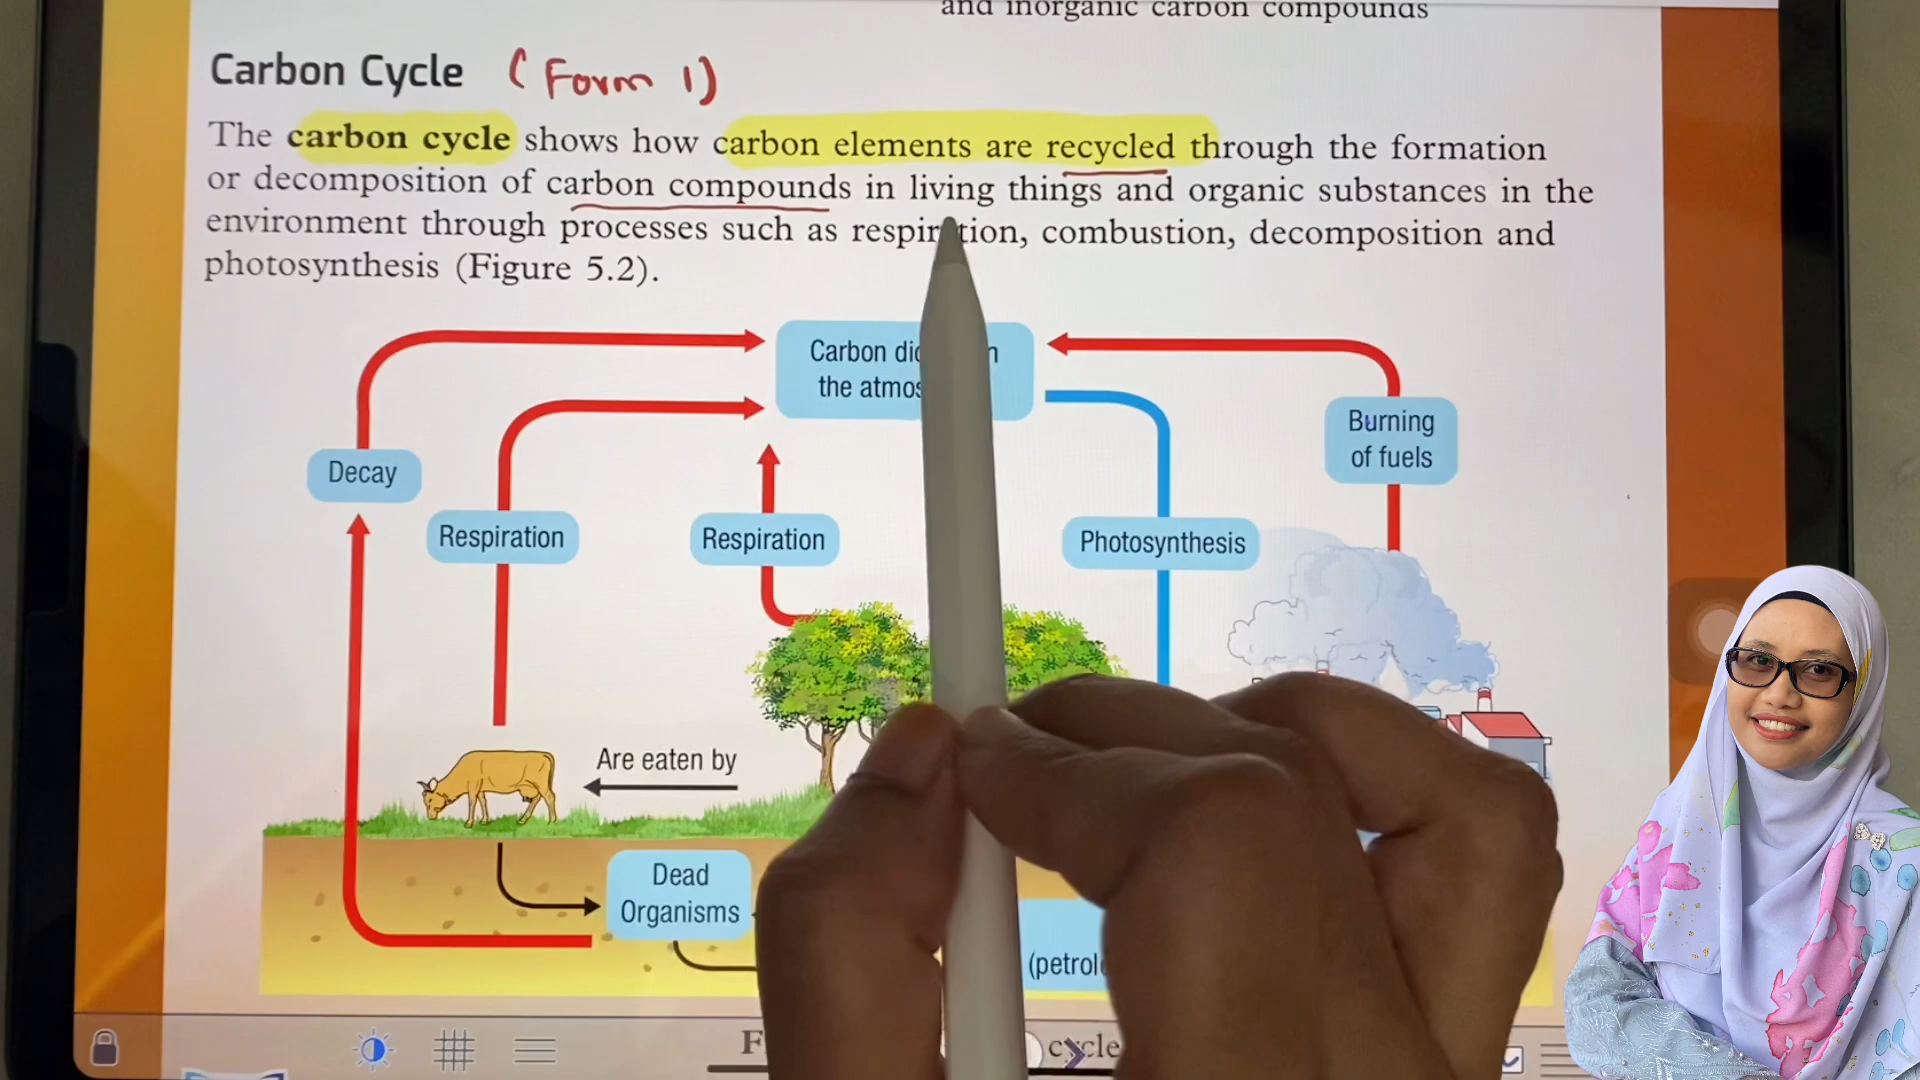 and inorganic carbon compounds
Carbon Cycle (Form 1)
The carbon cycle shows how carbon elements are recycled through the formation
or decomposition of carbon compounds in living things and organic substances in the
environment through processes such as respiration, combustion, decomposition and
photosynthesis (Figure 5.2).
Carbon
the
Burning
of fuels
Decay
Respiration
Respiration
Photosynthesis
Are eaten by
Dead
Organisms
cycle